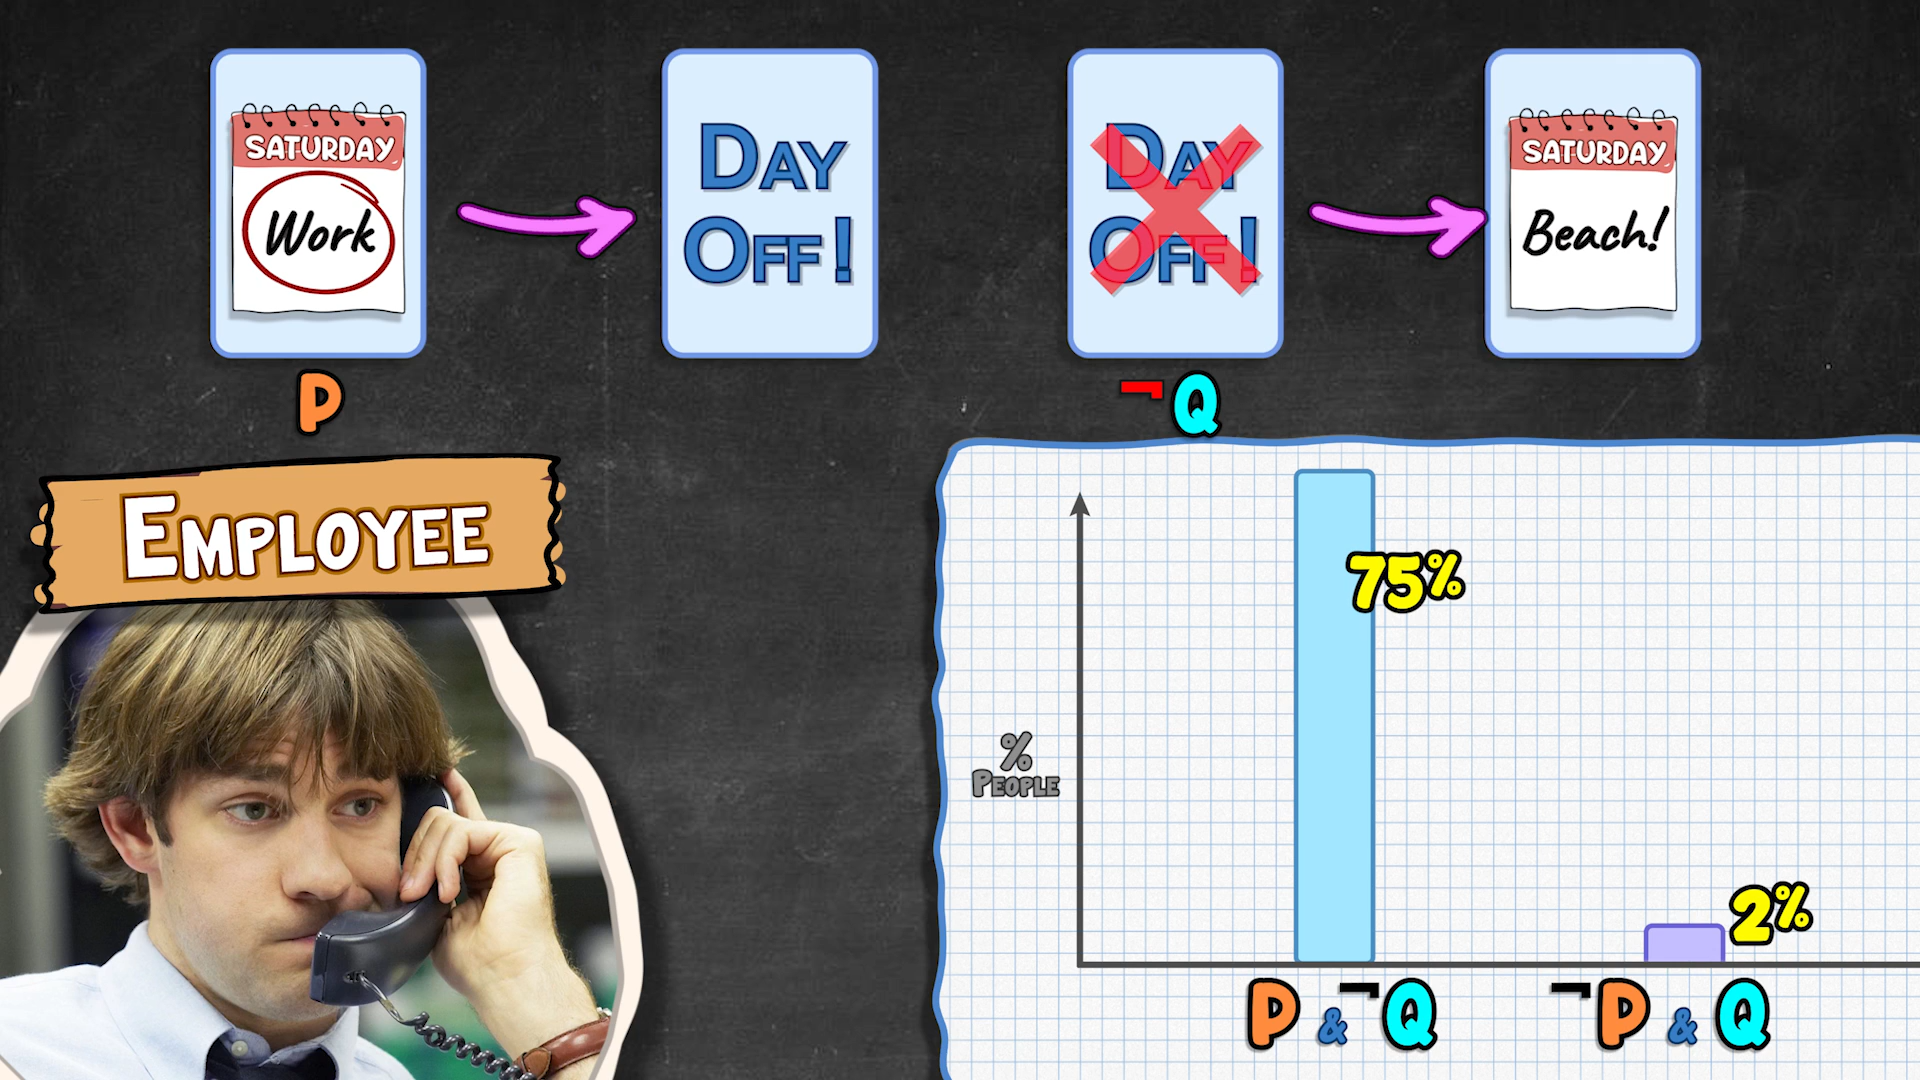 SATURDAY
Work
DAY
OFF!
DAY
OFF!
SATURDAY
Beach!
P
¬Q
EMPLOYEE
75%
2%
%
PEOPLE
P & ¬Q
¬P & Q